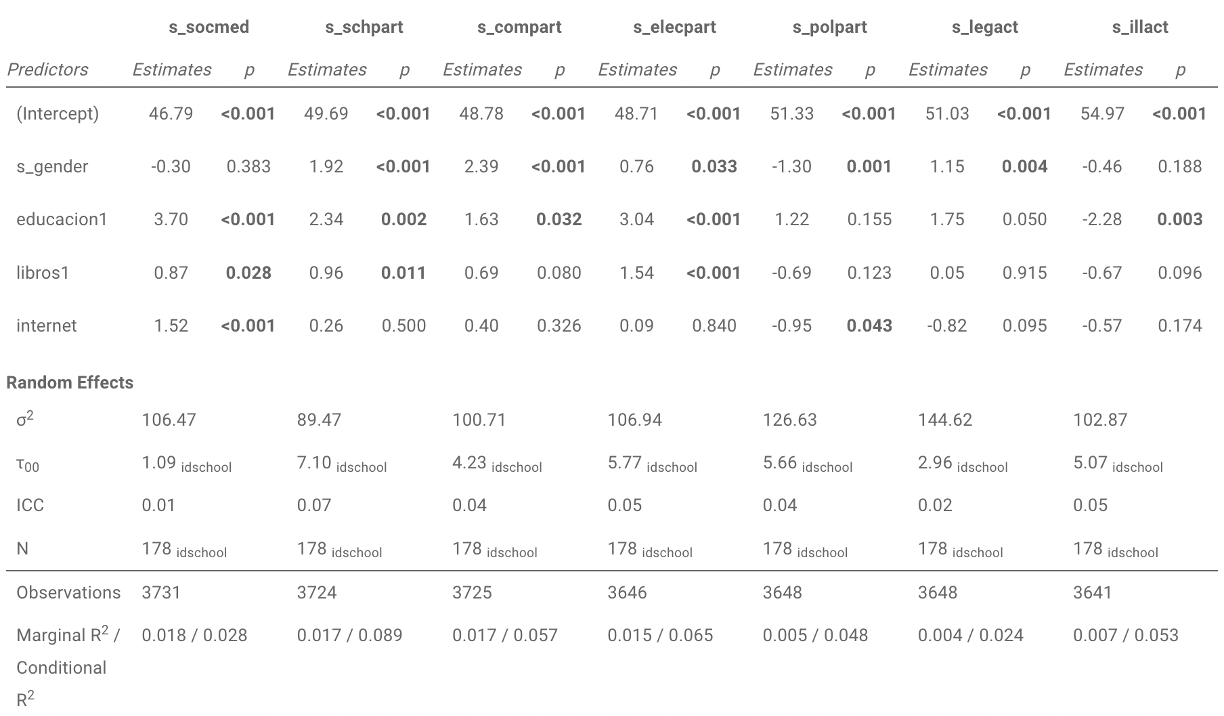 s_socmed s_schpart s_compart s_elecpart s_polpart s_legact s_illact
Predictors Estimates p Estimates p Estimates p Estimates p Estimates p Estimates p Estimates p
(Intercept) 46.79 <0.001 49.69 <0.001 48.78 <0.001 48.71 <0.001 51.33 <0.001 51.03 <0.001 54.97 <0.001
s_gender -0.30 0.383 1.92 <0.001 2.39 <0.001 0.76 0.033 -1.30 0.001 1.15 0.004 -0.46 0.188
educacion1 3.70 <0.001 2.34 0.002 1.63 0.032 3.04 <0.001 1.22 0.155 1.75 0.050 -2.28 0.003
libros1 0.87 0.028 0.96 0.011 0.69 0.080 1.54 <0.001 -0.69 0.123 0.05 0.915 -0.67 0.096
internet 1.52 <0.001 0.26 0.500 0.40 0.326 0.09 0.840 -0.95 0.043 -0.82 0.095 -0.57 0.174
Random Effects
σ² 106.47 89.47 100.71 106.94 126.63 144.62 102.87
τ₀₀ 1.09 idschool 7.10 idschool 4.23 idschool 5.77 idschool 5.66 idschool 2.96 idschool 5.07 idschool
ICC 0.01 0.07 0.04 0.05 0.04 0.02 0.05
N 178 idschool 178 idschool 178 idschool 178 idschool 178 idschool 178 idschool 178 idschool
Observations 3731 3724 3725 3646 3648 3648 3641
Marginal R² / 0.018 / 0.028 0.017 / 0.089 0.017 / 0.057 0.015 / 0.065 0.005 / 0.048 0.004 / 0.024 0.007 / 0.053
Conditional
R²